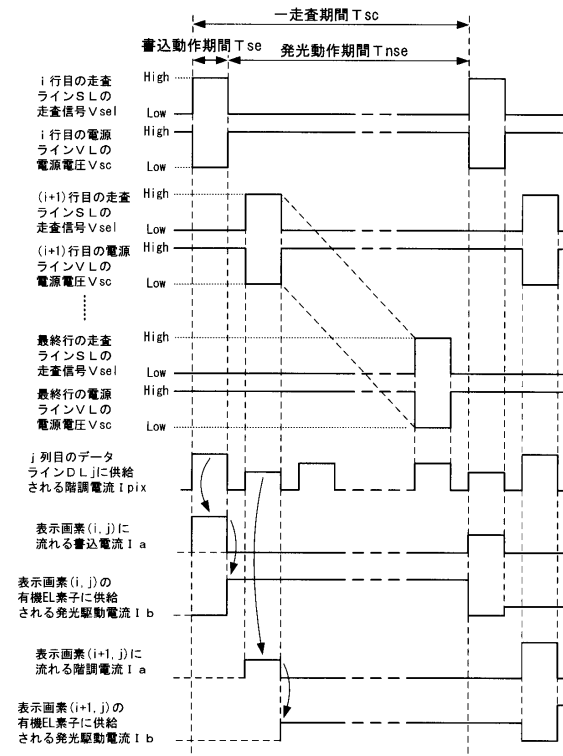 一走査期間Tsc
書込動作期間Tse
発光動作期間Tnse
i行目の走査
ラインSLの
走査信号Vsel
High
Low
i行目の電源
ラインVLの
電源電圧Vsc
High
Low
(i+1)行目の走査
ラインSLの
走査信号Vsel
High
Low
(i+1)行目の電源
ラインVLの
電源電圧Vsc
High
Low
最終行の走査
ラインSLの
走査信号Vsel
High
Low
最終行の電源
ラインVLの
電源電圧Vsc
High
Low
j列目のデータ
ラインDLjに供給
される階調電流Ipix
表示画素(i,j)に
流れる書込電流Ia
表示画素(i,j)の
有機EL素子に供給
される発光駆動電流Ib
表示画素(i+1,j)に
流れる階調電流Ia
表示画素(i+1,j)の
有機EL素子に供給
される発光駆動電流Ib